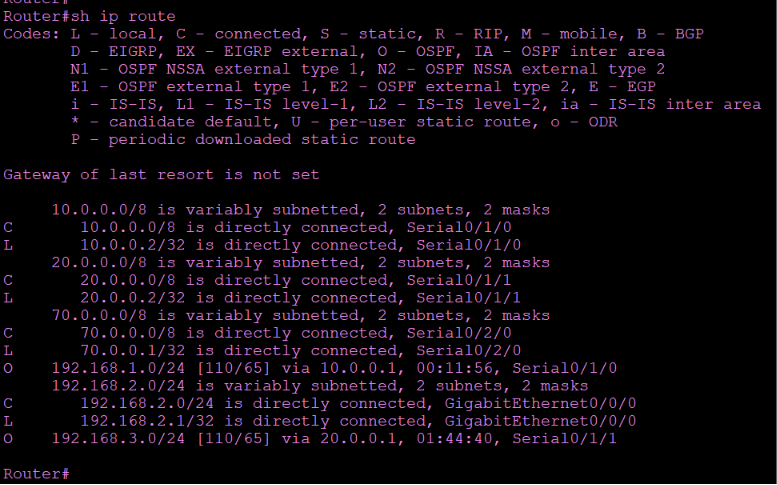 Router#
Router#sh ip route
Codes: L - local, C - connected, S - static, R - RIP, M - mobile, B - BGP
D - EIGRP, EX - EIGRP external, O - OSPF, IA - OSPF inter area
N1 - OSPF NSSA external type 1, N2 - OSPF NSSA external type 2
E1 - OSPF external type 1, E2 - OSPF external type 2, E - EGP
i - IS-IS, L1 - IS-IS level-1, L2 - IS-IS level-2, ia - IS-IS inter area
* - candidate default, U - per-user static route, o - ODR
P - periodic downloaded static route
Gateway of last resort is not set
10.0.0.0/8 is variably subnetted, 2 subnets, 2 masks
C 10.0.0.0/8 is directly connected, Serial0/1/0
L 10.0.0.2/32 is directly connected, Serial0/1/0
20.0.0.0/8 is variably subnetted, 2 subnets, 2 masks
C 20.0.0.0/8 is directly connected, Serial0/1/1
L 20.0.0.2/32 is directly connected, Serial0/1/1
70.0.0.0/8 is variably subnetted, 2 subnets, 2 masks
C 70.0.0.0/8 is directly connected, Serial0/2/0
L 70.0.0.1/32 is directly connected, Serial0/2/0
O 192.168.1.0/24 [110/65] via 10.0.0.1, 00:11:56, Serial0/1/0
192.168.2.0/24 is variably subnetted, 2 subnets, 2 masks
C 192.168.2.0/24 is directly connected, GigabitEthernet0/0/0
L 192.168.2.1/32 is directly connected, GigabitEthernet0/0/0
O 192.168.3.0/24 [110/65] via 20.0.0.1, 01:44:40, Serial0/1/1
Router#